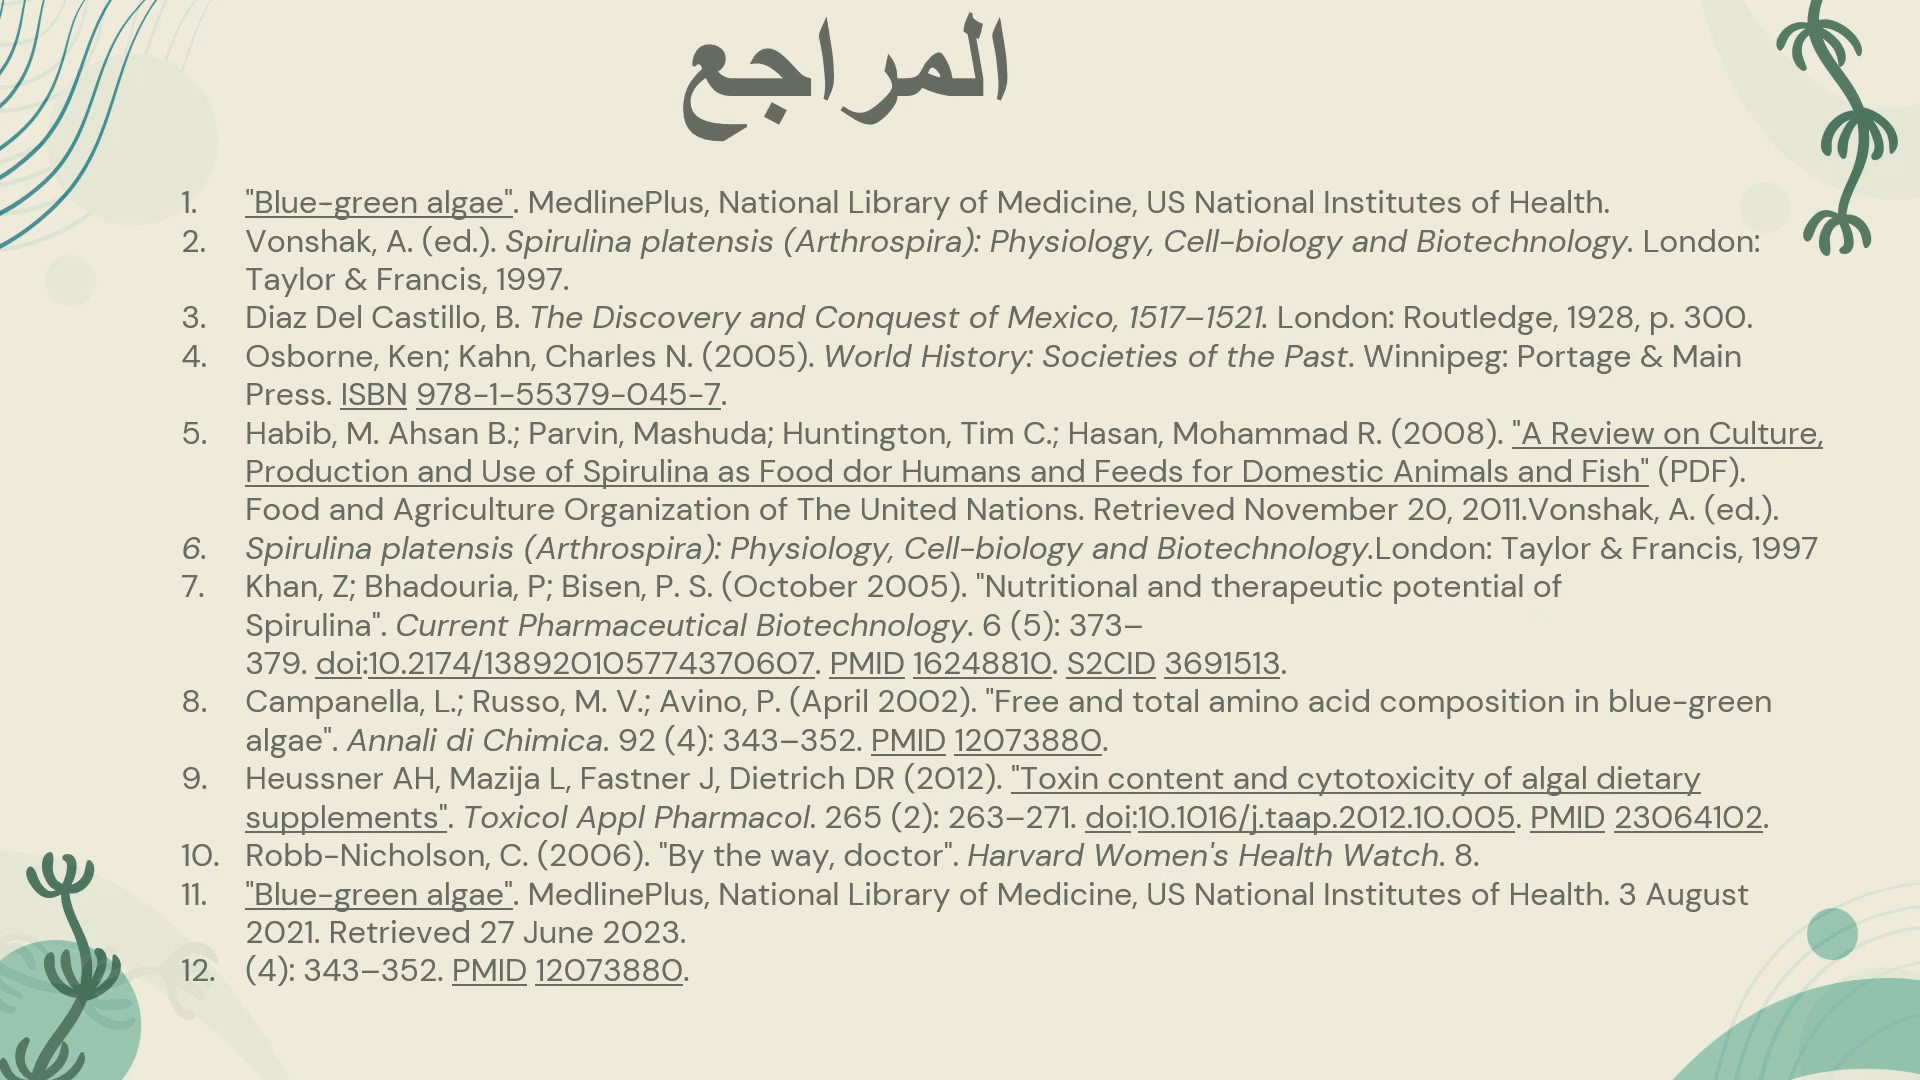 المراجع
1. "Blue-green algae". MedlinePlus, National Library of Medicine, US National Institutes of Health.
2. Vonshak, A. (ed.). Spirulina platensis (Arthrospira): Physiology, Cell-biology and Biotechnology. London:
Taylor & Francis, 1997.
3. Diaz Del Castillo, B. The Discovery and Conquest of Mexico, 1517–1521. London: Routledge, 1928, p. 300.
4. Osborne, Ken; Kahn, Charles N. (2005). World History: Societies of the Past. Winnipeg: Portage & Main
Press. ISBN 978-1-55379-045-7.
5. Habib, M. Ahsan B.; Parvin, Mashuda; Huntington, Tim C.; Hasan, Mohammad R. (2008). "A Review on Culture,
Production and Use of Spirulina as Food dor Humans and Feeds for Domestic Animals and Fish" (PDF).
Food and Agriculture Organization of The United Nations. Retrieved November 20, 2011.Vonshak, A. (ed.).
6. Spirulina platensis (Arthrospira): Physiology, Cell-biology and Biotechnology.London: Taylor & Francis, 1997
7. Khan, Z; Bhadouria, P; Bisen, P. S. (October 2005). "Nutritional and therapeutic potential of
Spirulina". Current Pharmaceutical Biotechnology. 6 (5): 373–
379. doi:10.2174/138920105774370607. PMID 16248810. S2CID 3691513.
8. Campanella, L.; Russo, M. V.; Avino, P. (April 2002). "Free and total amino acid composition in blue-green
algae". Annali di Chimica. 92 (4): 343–352. PMID 12073880.
9. Heussner AH, Mazija L, Fastner J, Dietrich DR (2012). "Toxin content and cytotoxicity of algal dietary
supplements". Toxicol Appl Pharmacol. 265 (2): 263–271. doi:10.1016/j.taap.2012.10.005. PMID 23064102.
10. Robb-Nicholson, C. (2006). "By the way, doctor". Harvard Women's Health Watch. 8.
11. "Blue-green algae". MedlinePlus, National Library of Medicine, US National Institutes of Health. 3 August
2021. Retrieved 27 June 2023.
12. (4): 343–352. PMID 12073880.